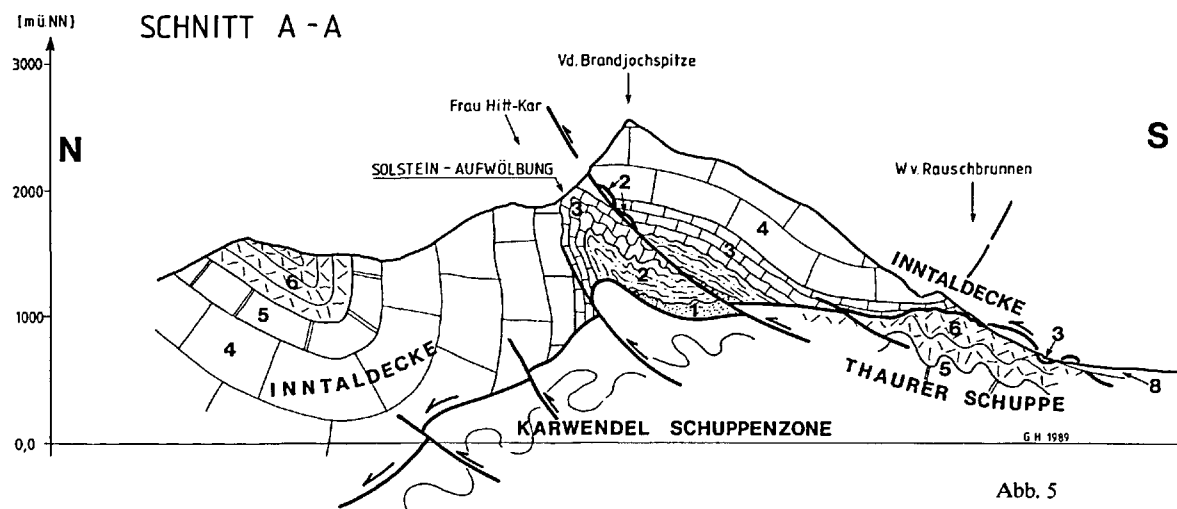 [mü.NN]
SCHNITT A - A
3000
Vd. Brandjochspitze
Frau Hitt-Kar
N
S
SOLSTEIN - AUFWÖLBUNG
W v. Rauschbrunnen
2000
2
3
4
3
INNTALDECKE
6
2
5
1
1000
6
3
4
INNTALDECKE
5
THAURER SCHUPPE
8
KARWENDEL SCHUPPENZONE
G H 1989
0,0
Abb. 5